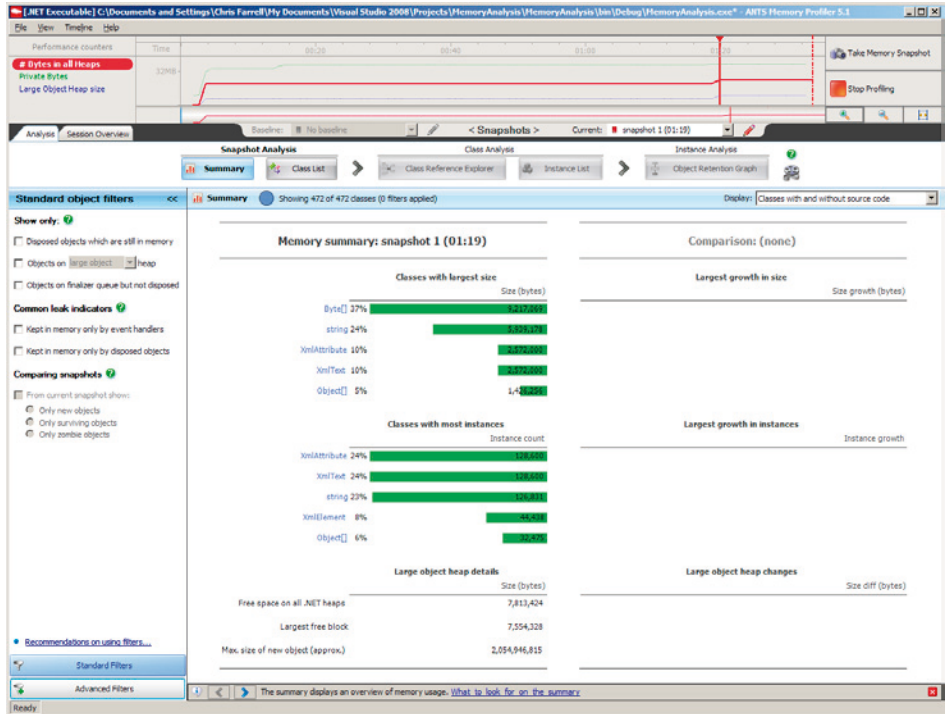 [.NET Executable] C:\Documents and Settings\Chris Farrell\My Documents\Visual Studio 2008\Projects\MemoryAnalysis\MemoryAnalysis\bin\Debug\MemoryAnalysis.exe* - ANTS Memory Profiler 5.1
File View Timeline Help
Performance counters Time 00:20 00:40 01:00 01:20
# Bytes in all Heaps
Private Bytes
Large Object Heap size
32MB
Take Memory Snapshot
Stop Profiling
Analysis Session Overview
Baseline: No baseline < Snapshots > Current: snapshot 1 (01:19)
Snapshot Analysis Class Analysis Instance Analysis
Summary Class List Class Reference Explorer Instance List Object Retention Graph
Standard object filters <<
Summary Showing 472 of 472 classes (0 filters applied) Display: Classes with and without source code
Show only:
Disposed objects which are still in memory
Objects on large object heap
Objects on finalizer queue but not disposed
Common leak indicators
Kept in memory only by event handlers
Kept in memory only by disposed objects
Comparing snapshots
From current snapshot show:
Only new objects
Only surviving objects
Only zombie objects
Recommendations on using filters...
Standard Filters
Advanced Filters
Memory summary: snapshot 1 (01:19)
Classes with largest size
Size (bytes)
Byte[] 37% 9,217,069
string 24% 5,939,178
XmlAttribute 10% 2,572,000
XmlText 10% 2,572,000
Object[] 5% 1,426,256
Classes with most instances
Instance count
XmlAttribute 24% 128,600
XmlText 24% 128,600
string 23% 126,831
XmlElement 8% 44,438
Object[] 6% 32,475
Large object heap details
Size (bytes)
Free space on all .NET heaps 7,813,424
Largest free block 7,554,328
Max. size of new object (approx.) 2,054,946,815
Comparison: (none)
Largest growth in size
Size growth (bytes)
Largest growth in instances
Instance growth
Large object heap changes
Size diff (bytes)
The summary displays an overview of memory usage. What to look for on the summary
Ready